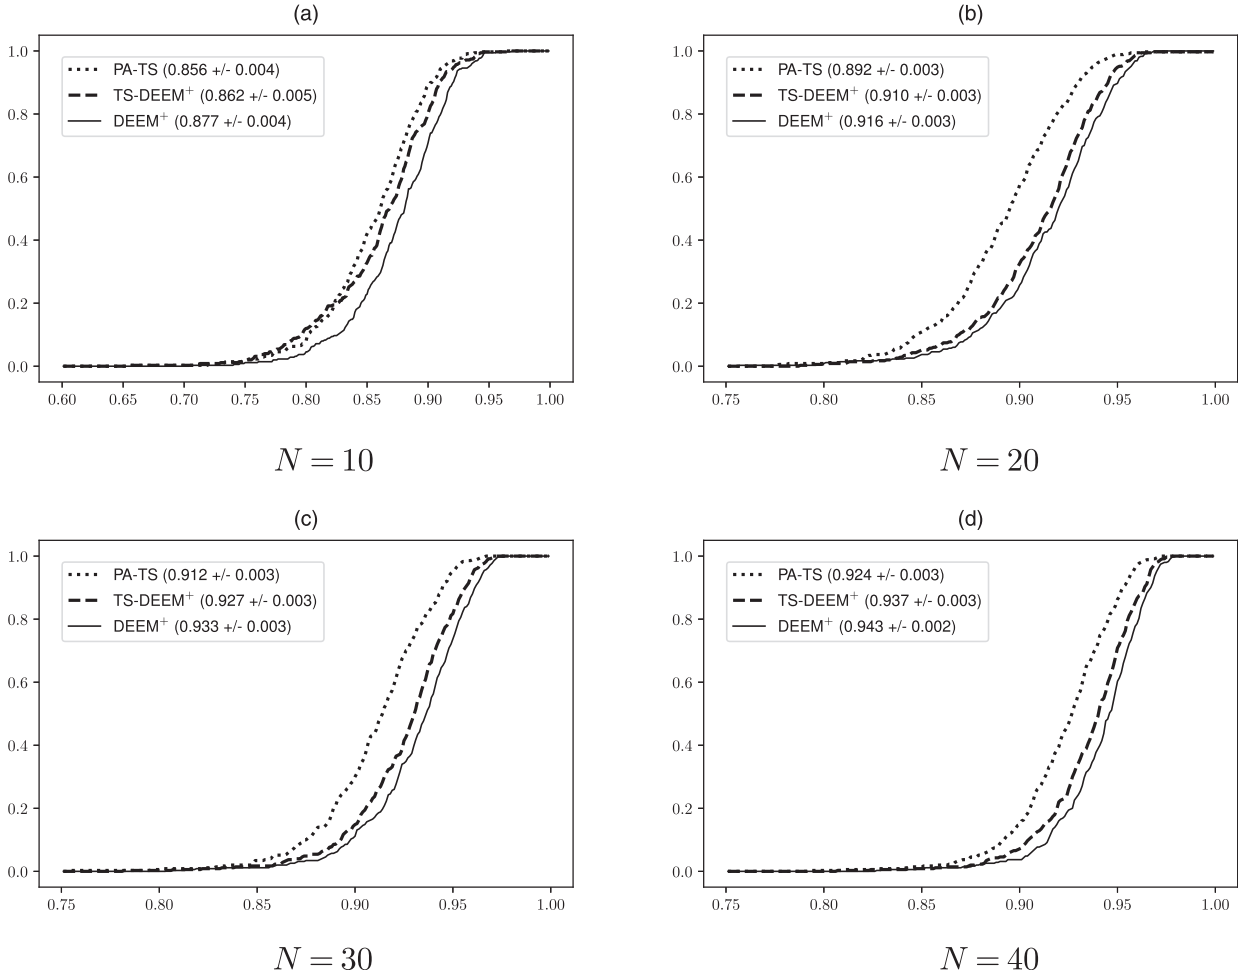 (a)
1.0
0.8
0.6
0.4
0.2
0.0
PA-TS (0.856 +/- 0.004)
TS-DEEM⁺ (0.862 +/- 0.005)
DEEM⁺ (0.877 +/- 0.004)
0.60 0.65 0.70 0.75 0.80 0.85 0.90 0.95 1.00
N = 10
(b)
1.0
0.8
0.6
0.4
0.2
0.0
PA-TS (0.892 +/- 0.003)
TS-DEEM⁺ (0.910 +/- 0.003)
DEEM⁺ (0.916 +/- 0.003)
0.75 0.80 0.85 0.90 0.95 1.00
N = 20
(c)
1.0
0.8
0.6
0.4
0.2
0.0
PA-TS (0.912 +/- 0.003)
TS-DEEM⁺ (0.927 +/- 0.003)
DEEM⁺ (0.933 +/- 0.003)
0.75 0.80 0.85 0.90 0.95 1.00
N = 30
(d)
1.0
0.8
0.6
0.4
0.2
0.0
PA-TS (0.924 +/- 0.003)
TS-DEEM⁺ (0.937 +/- 0.003)
DEEM⁺ (0.943 +/- 0.002)
0.75 0.80 0.85 0.90 0.95 1.00
N = 40